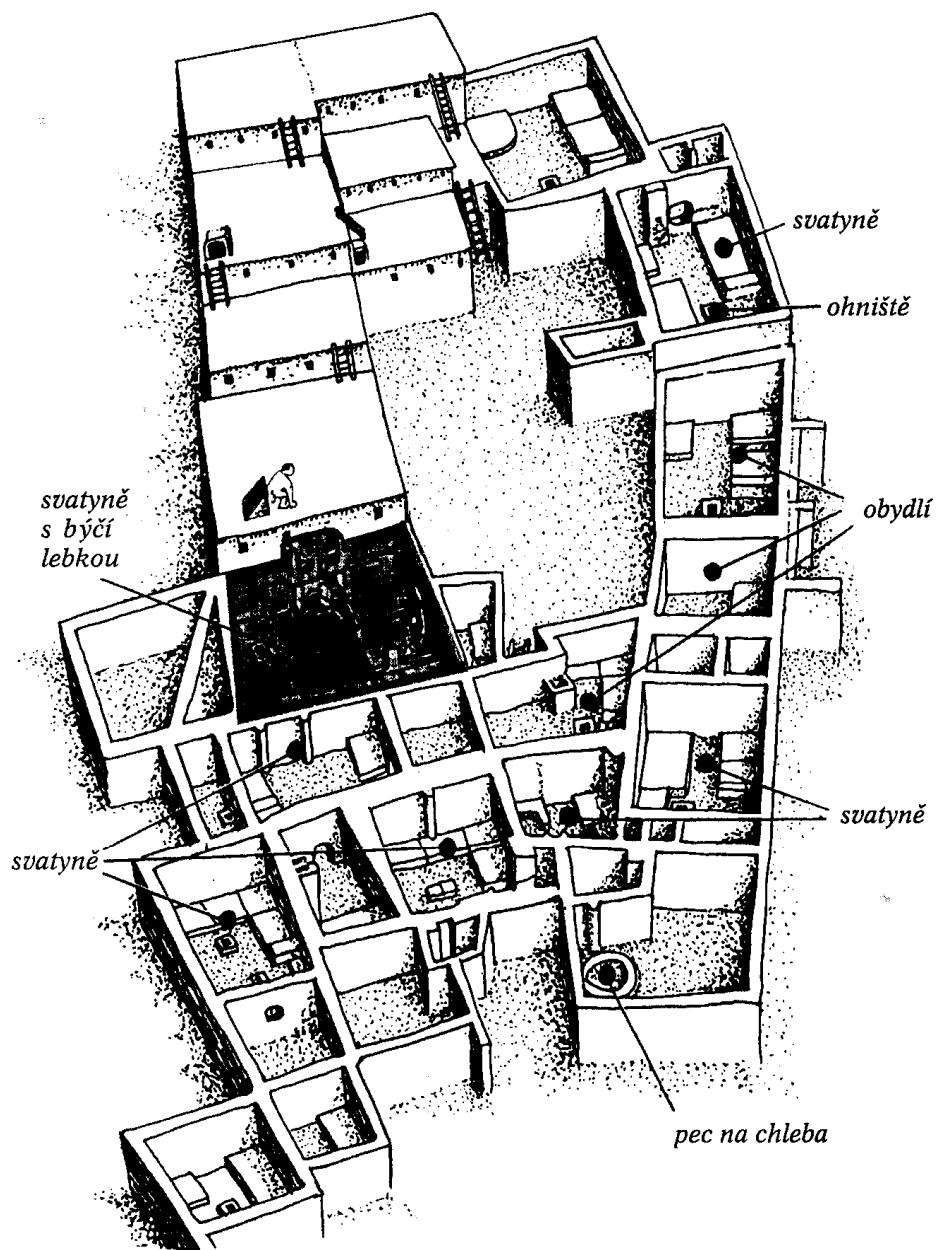 svatyně
ohniště
svatyně
s býčí
lebkou
obydlí
svatyně
svatyně
pec na chleba